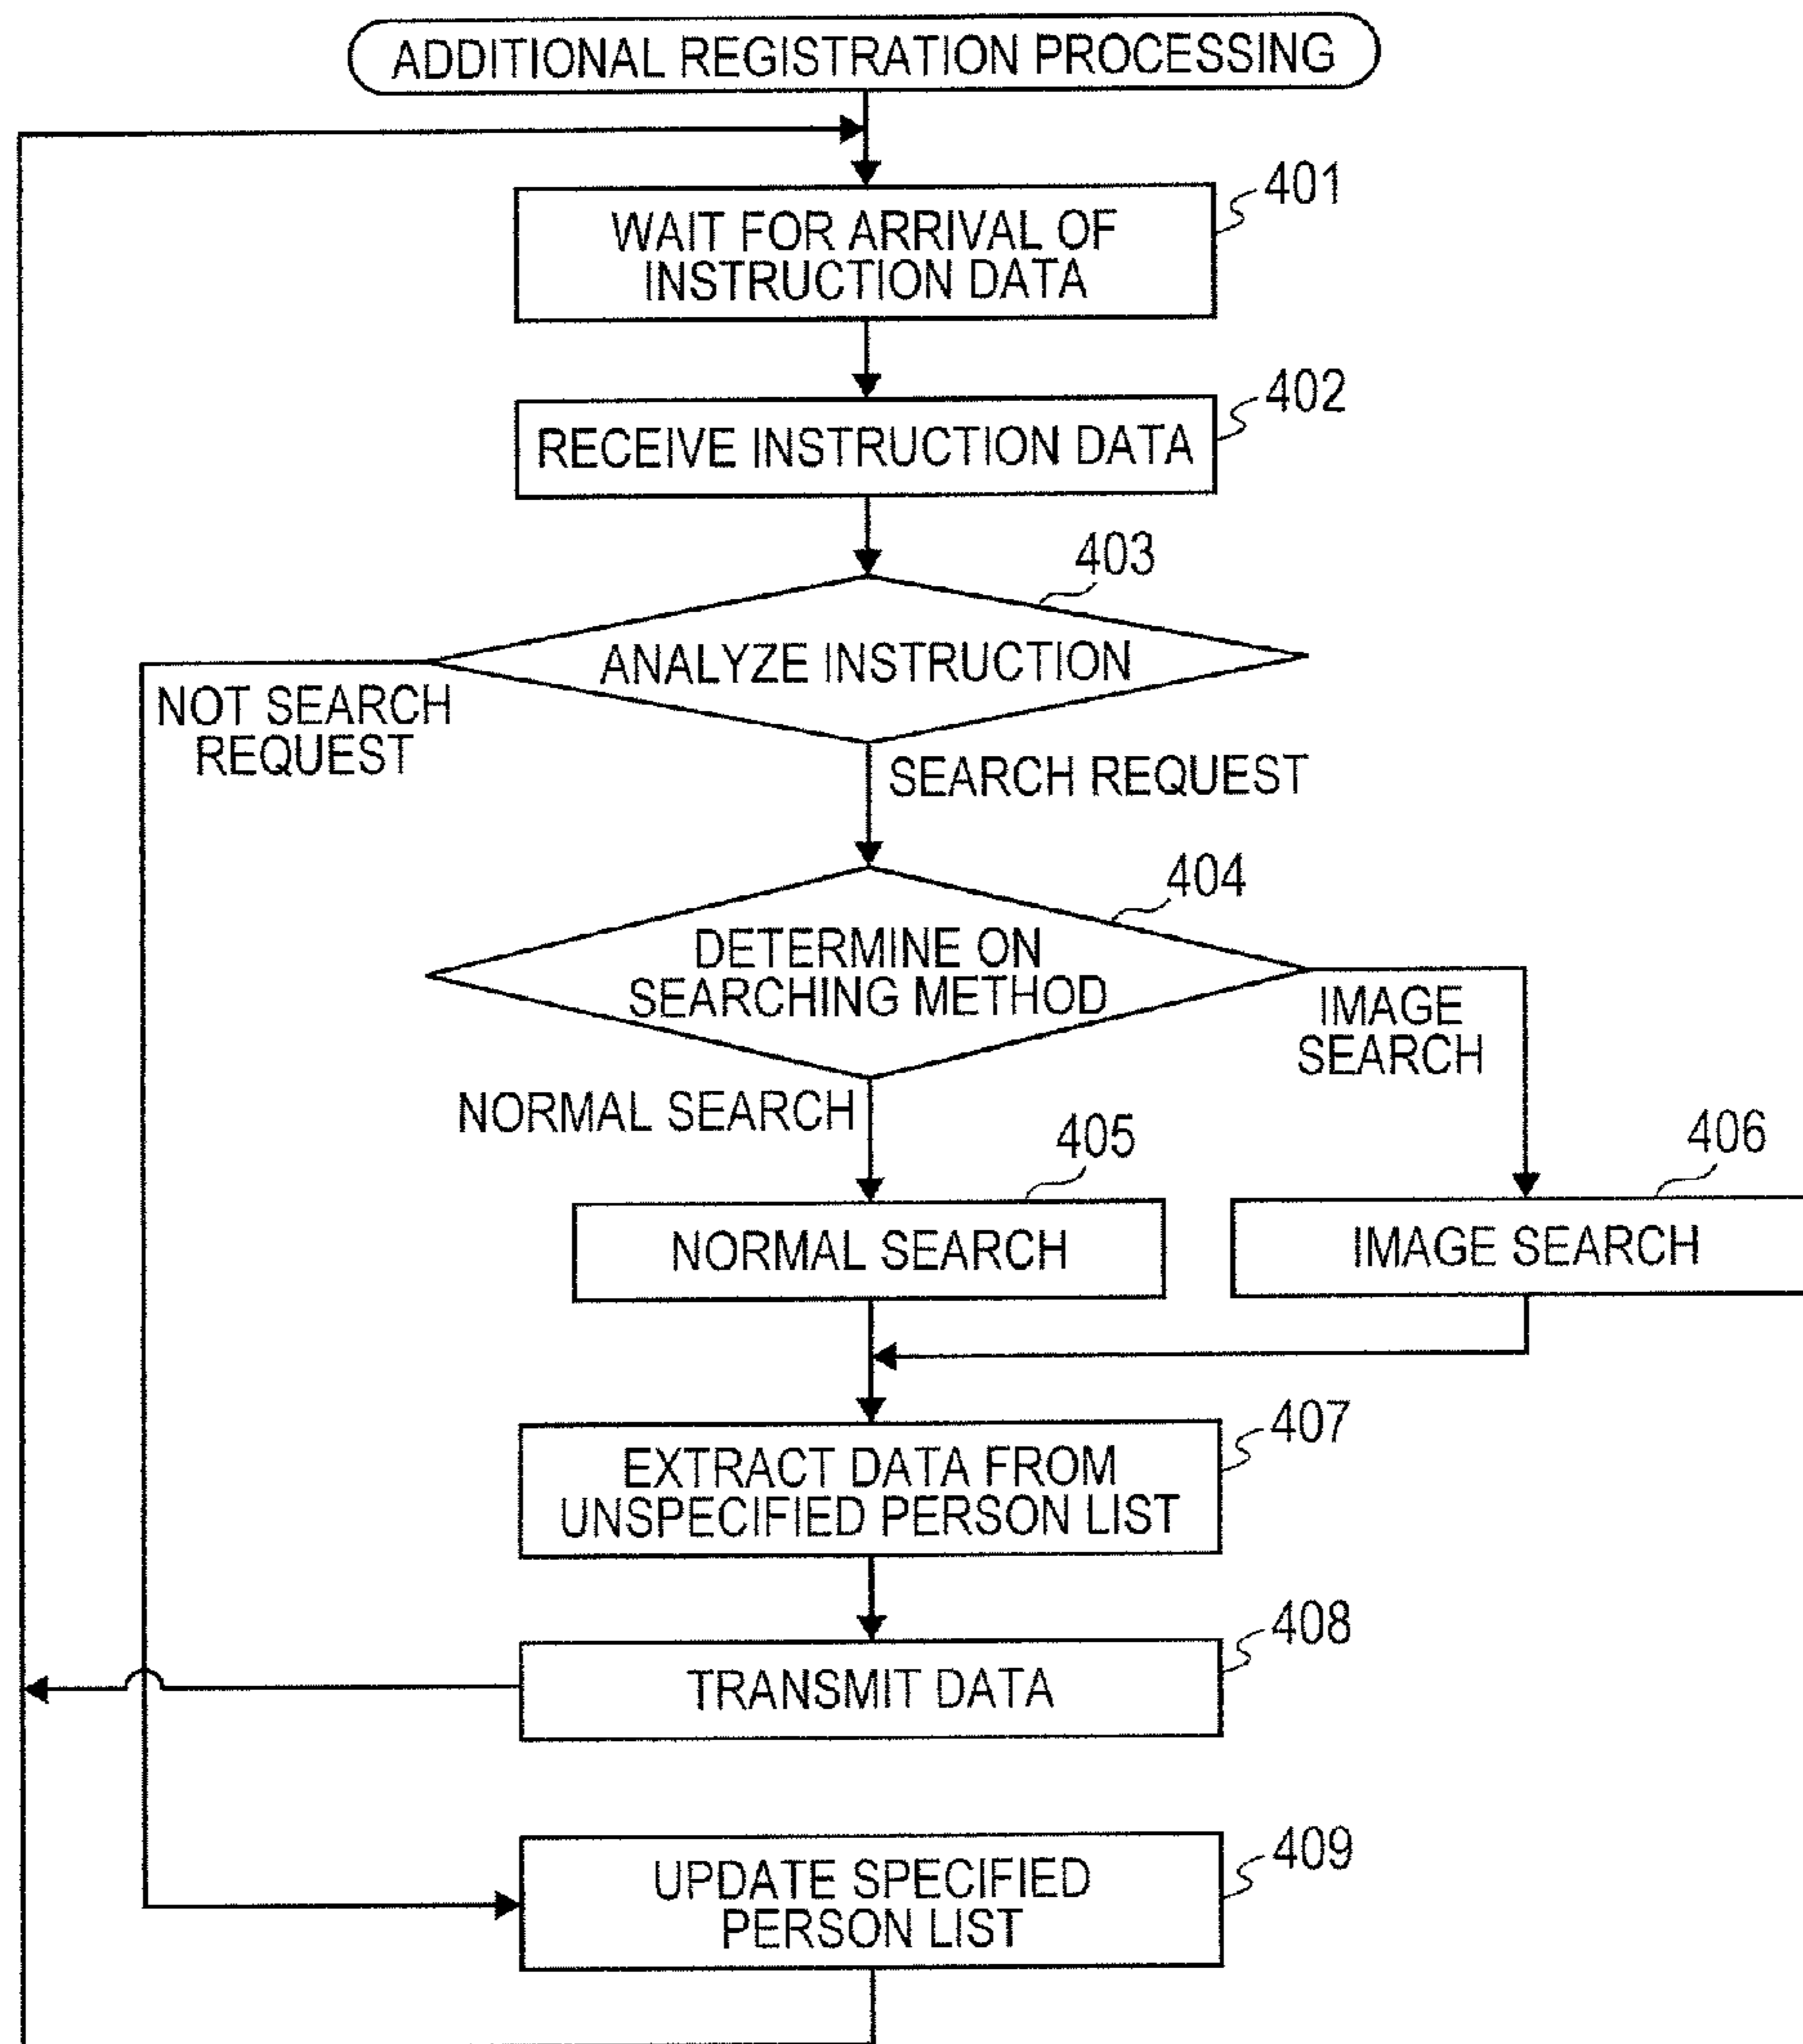 ADDITIONAL REGISTRATION PROCESSING
401
WAIT FOR ARRIVAL OF
INSTRUCTION DATA
402
RECEIVE INSTRUCTION DATA
403
ANALYZE INSTRUCTION
NOT SEARCH
REQUEST
SEARCH REQUEST
404
DETERMINE ON
SEARCHING METHOD
IMAGE
SEARCH
NORMAL SEARCH
405
406
NORMAL SEARCH
IMAGE SEARCH
407
EXTRACT DATA FROM
UNSPECIFIED PERSON LIST
408
TRANSMIT DATA
409
UPDATE SPECIFIED
PERSON LIST